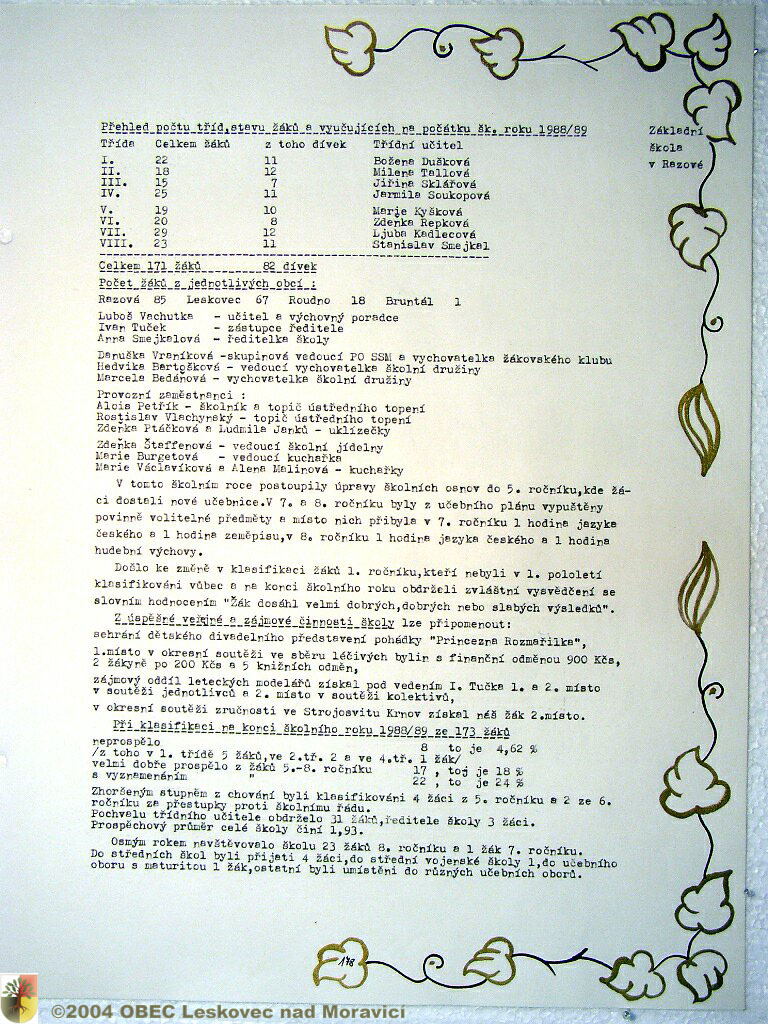 Přehled počtu tříd,stavu žáků a vyučujících na počátku šk. roku 1988/89
Základní
škola
v Razové
Třída Celkem žáků z toho dívek Třídní učitel
I. 22 11 Božena Dušková
II. 18 12 Milena Tallová
III. 15 7 Jiřina Sklářová
IV. 25 11 Jarmila Soukopová
V. 19 10 Marie Kyšková
VI. 20 8 Zdenka Řepková
VII. 29 12 Ljuba Kadlecová
VIII. 23 11 Stanislav Smejkal
Celkem 171 žáků 82 dívek
Počet žáků z jednotlivých obcí :
Razová 85 Leskovec 67 Roudno 18 Bruntál 1
Luboš Vachutka - učitel a výchovný poradce
Ivan Tuček - zástupce ředitele
Anna Smejkalová - ředitelka školy
Danuška Vraníková -skupinová vedoucí PO SSM a vychovatelka žákovského klubu
Hedvika Bartošková - vedoucí vychovatelka školní družiny
Marcela Bedáňová - vychovatelka školní družiny
Provozní zaměstnanci :
Alois Petřík - školník a topič ústředního topení
Rostislav Vlachynský - topič ústředního topení
Zdenka Ptáčková a Ludmila Janků - uklízečky
Zdeňka Štaffenová - vedoucí školní jídelny
Marie Burgetová - vedoucí kuchařka
Marie Václavíková a Alena Malinová - kuchařky
V tomto školním roce postoupily úpravy školních osnov do 5. ročníku,kde žá-
ci dostali nové učebnice.V 7. a 8. ročníku byly z učebního plánu vypuštěny
povinně volitelné předměty a místo nich přibyla v 7. ročníku 1 hodina jazyka
českého a 1 hodina zeměpisu,v 8. ročníku 1 hodina jazyka českého a 1 hodina
hudební výchovy.
Došlo ke změně v klasifikaci žáků 1. ročníku,kteří nebyli v 1. pololetí
klasifikováni vůbec a na konci školního roku obdrželi zvláštní vysvědčení se
slovním hodnocením "Žák dosáhl velmi dobrých,dobrých nebo slabých výsledků".
Z úspěšné veřejné a zájmové činnosti školy lze připomenout:
sehrání dětského divadelního představení pohádky "Princezna Rozmařilka",
1.místo v okresní soutěži ve sběru léčivých bylin s finanční odměnou 900 Kčs,
2 žákyně po 200 Kčs a 5 knižních odměn,
zájmový oddíl leteckých modelářů získal pod vedením I. Tučka 1. a 2. místo
v soutěži jednotlivců a 2. místo v soutěži kolektivů,
v okresní soutěži zručnosti ve Strojosvitu Krnov získal náš žák 2.místo.
Při klasifikaci na konci školního roku 1988/89 ze 173 žáků
neprospělo 8 to je 4,62 %
/z toho v 1. třídě 5 žáků,ve 2.tř. 2 a ve 4.tř. 1 žák/
velmi dobře prospělo z žáků 5.-8. ročníku 17 , toj je 18 %
s vyznamenáním " 22 , to je 24 %
Zhoršeným stupněm z chování byli klasifikováni 4 žáci z 5. ročníku a 2 ze 6.
ročníku za přestupky proti školnímu řádu.
Pochvalu třídního učitele obdrželo 31 žáků,ředitele školy 3 žáci.
Prospěchový průměr celé školy činí 1,93.
Osmým rokem navštěvovalo školu 23 žáků 8. ročníku a 1 žák 7. ročníku.
Do středních škol byli přijati 4 žáci,do střední vojenské školy 1,do učebního
oboru s maturitou 1 žák,ostatní byli umístěni do různých učebních oborů.
178
©2004 OBEC Leskovec nad Moravicí